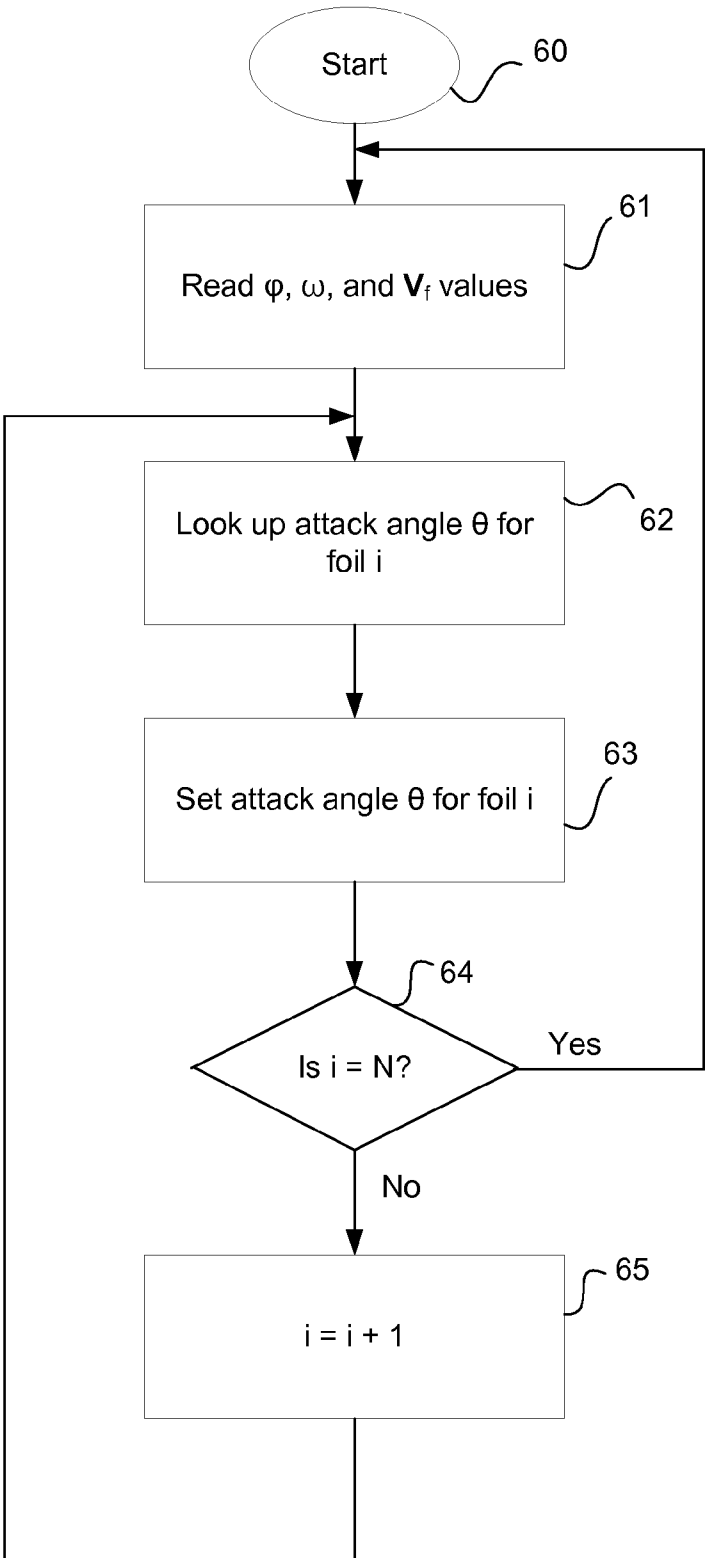 Start
60
61
Read φ, ω, and Vf values
62
Look up attack angle θ for
foil i
63
Set attack angle θ for foil i
64
Is i = N?
Yes
No
65
i = i + 1